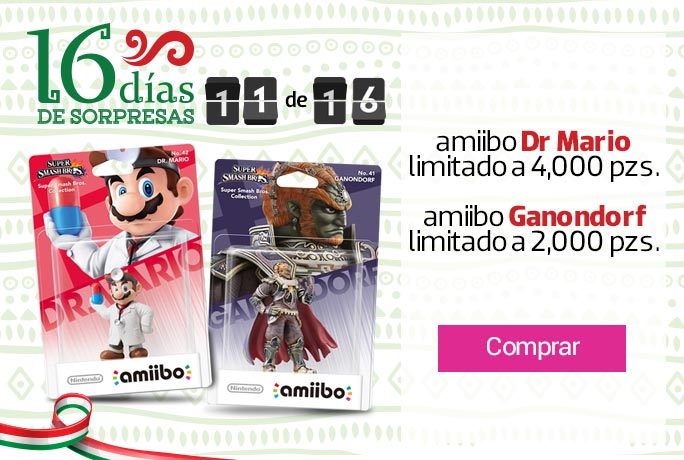 16
días
DE SORPRESAS
11 de 16
No. 42
DR. MARIO
SUPER
SMASH BROS.
Super Smash Bros.
Collection
DR. MARIO
Nintendo
amiibo
No. 41
GANONDORF
SUPER
SMASH BROS.
Super Smash Bros.
Collection
GANONDORF
Nintendo
amiibo
amiibo Dr Mario
limitado a 4,000 pzs.
amiibo Ganondorf
limitado a 2,000 pzs.
Comprar